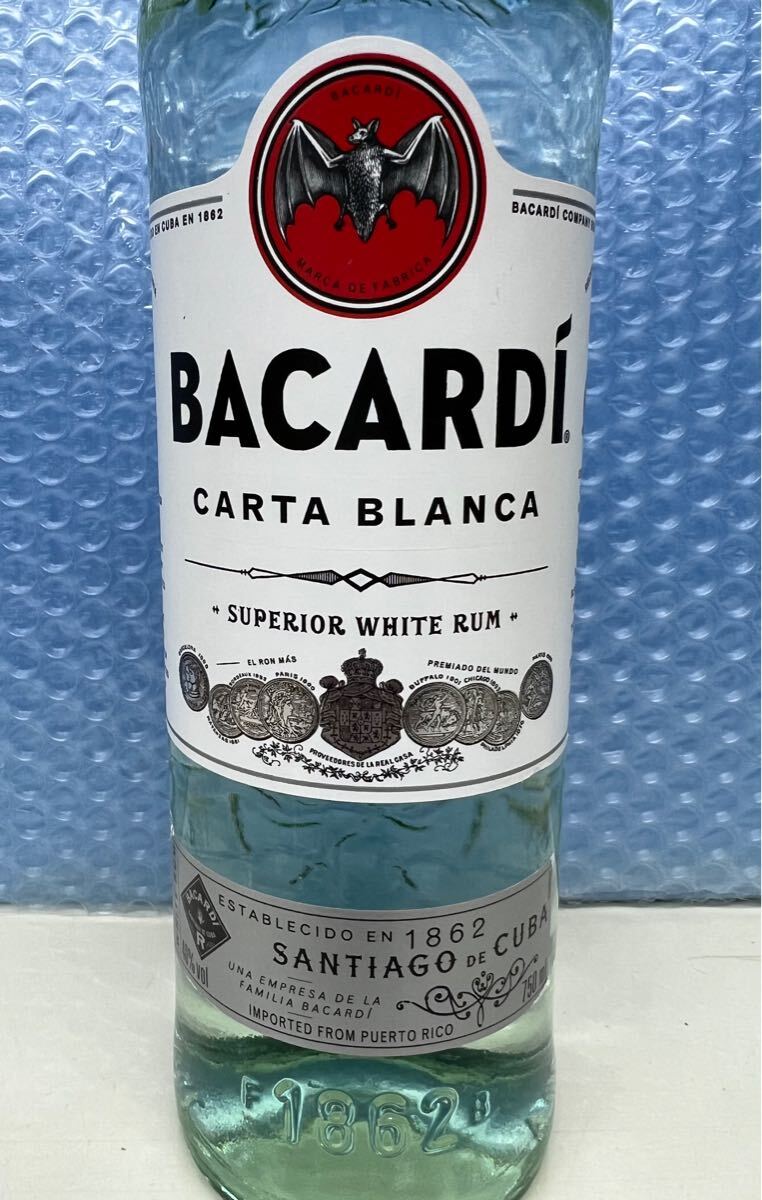 BACARDÍ
MARCA DE FABRICA
EN CUBA EN 1862
BACARDÍ COMPANY
BACARDÍ®
CARTA BLANCA
SUPERIOR WHITE RUM
EL RON MÁS
PREMIADO DEL MUNDO
PARIS
BUFFALO 1901 CHICAGO
PROVEEDORES DE LA REAL CASA
BACARDÍ
R
40% vol
ESTABLECIDO EN 1862
SANTIAGO DE CUBA
UNA EMPRESA DE LA
FAMILIA BACARDÍ
750 ml
IMPORTED FROM PUERTO RICO
F 1862 B